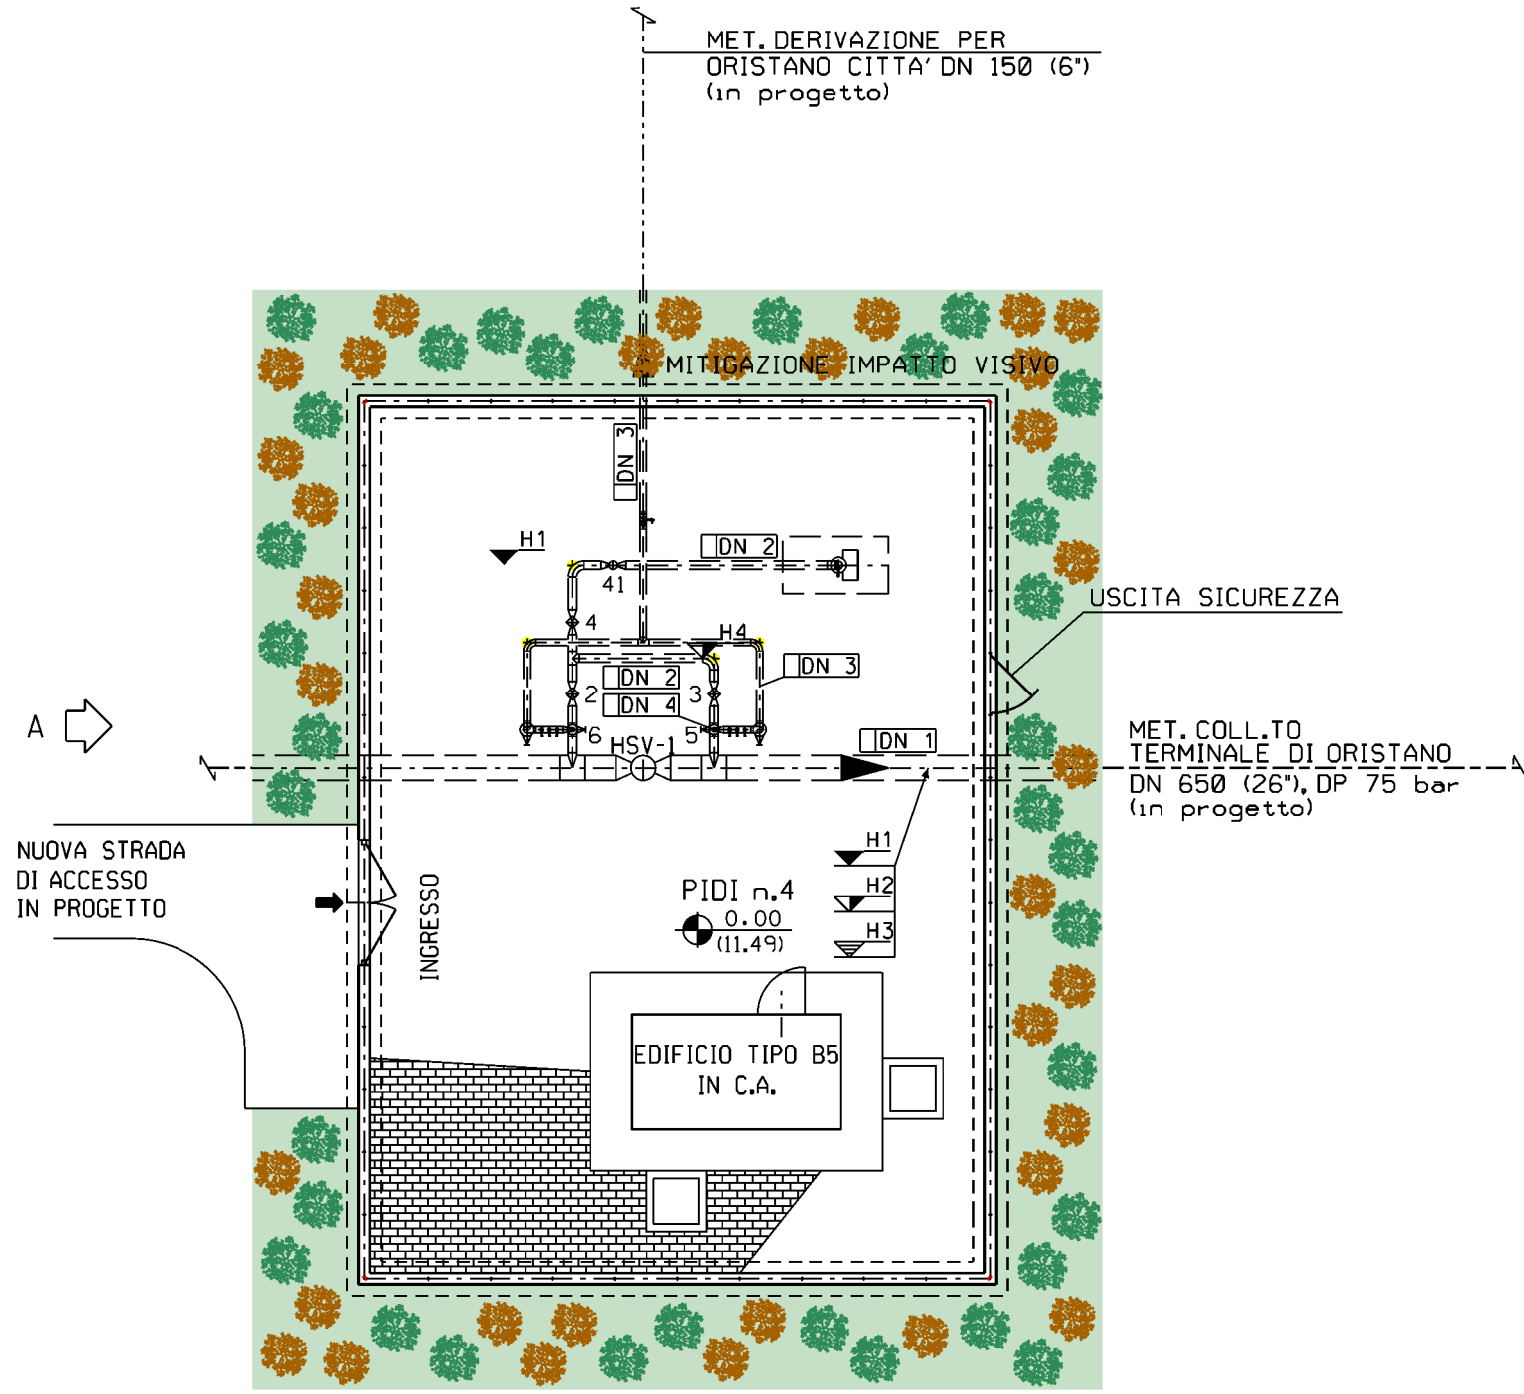 MET. DERIVAZIONE PER
ORISTANO CITTA' DN 150 (6")
(in progetto)
MITIGAZIONE IMPATTO VISIVO
DN 3
H1
DN 2
41
4
H4
USCITA SICUREZZA
DN 3
DN 2
2
3
DN 4
6
5
HSV-1
DN 1
A
MET. COLL.TO
TERMINALE DI ORISTANO
DN 650 (26"), DP 75 bar
(in progetto)
NUOVA STRADA
DI ACCESSO
IN PROGETTO
INGRESSO
H1
PIDI n.4
H2
0.00
(11.49)
H3
EDIFICIO TIPO B5
IN C.A.